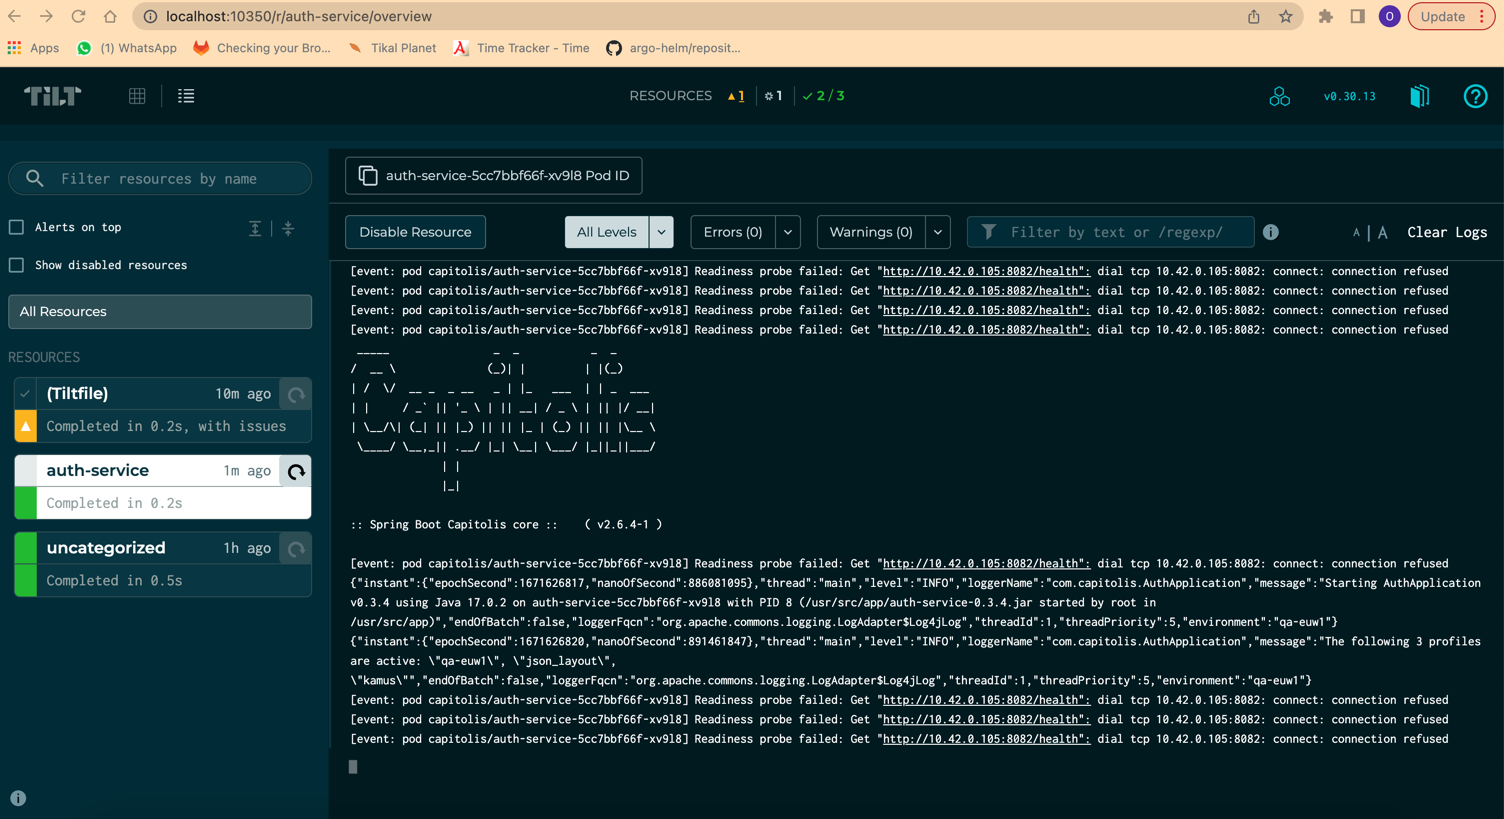 localhost:10350/r/auth-service/overview
O
Update
Apps
(1) WhatsApp
Checking your Bro...
Tikal Planet
Time Tracker - Time
argo-helm/reposit...
TILT
RESOURCES
1
1
2 / 3
v0.30.13
?
Filter resources by name
Alerts on top
Show disabled resources
All Resources
RESOURCES
(Tiltfile)
10m ago
Completed in 0.2s, with issues
auth-service
1m ago
Completed in 0.2s
uncategorized
1h ago
Completed in 0.5s
auth-service-5cc7bbf66f-xv9l8 Pod ID
Disable Resource
All Levels
Errors (0)
Warnings (0)
Filter by text or /regexp/
A | A
Clear Logs
[event: pod capitolis/auth-service-5cc7bbf66f-xv9l8] Readiness probe failed: Get "http://10.42.0.105:8082/health": dial tcp 10.42.0.105:8082: connect: connection refused
[event: pod capitolis/auth-service-5cc7bbf66f-xv9l8] Readiness probe failed: Get "http://10.42.0.105:8082/health": dial tcp 10.42.0.105:8082: connect: connection refused
[event: pod capitolis/auth-service-5cc7bbf66f-xv9l8] Readiness probe failed: Get "http://10.42.0.105:8082/health": dial tcp 10.42.0.105:8082: connect: connection refused
[event: pod capitolis/auth-service-5cc7bbf66f-xv9l8] Readiness probe failed: Get "http://10.42.0.105:8082/health": dial tcp 10.42.0.105:8082: connect: connection refused
Capitolis
:: Spring Boot Capitolis core :: ( v2.6.4-1 )
[event: pod capitolis/auth-service-5cc7bbf66f-xv9l8] Readiness probe failed: Get "http://10.42.0.105:8082/health": dial tcp 10.42.0.105:8082: connect: connection refused
{"instant":{"epochSecond":1671626817,"nanoOfSecond":886081095},"thread":"main","level":"INFO","loggerName":"com.capitolis.AuthApplication","message":"Starting AuthApplication
v0.3.4 using Java 17.0.2 on auth-service-5cc7bbf66f-xv9l8 with PID 8 (/usr/src/app/auth-service-0.3.4.jar started by root in
/usr/src/app)","endOfBatch":false,"loggerFqcn":"org.apache.commons.logging.LogAdapter$Log4jLog","threadId":1,"threadPriority":5,"environment":"qa-euw1"}
{"instant":{"epochSecond":1671626820,"nanoOfSecond":891461847},"thread":"main","level":"INFO","loggerName":"com.capitolis.AuthApplication","message":"The following 3 profiles
are active: \"qa-euw1\", \"json_layout\",
\"kamus\"","endOfBatch":false,"loggerFqcn":"org.apache.commons.logging.LogAdapter$Log4jLog","threadId":1,"threadPriority":5,"environment":"qa-euw1"}
[event: pod capitolis/auth-service-5cc7bbf66f-xv9l8] Readiness probe failed: Get "http://10.42.0.105:8082/health": dial tcp 10.42.0.105:8082: connect: connection refused
[event: pod capitolis/auth-service-5cc7bbf66f-xv9l8] Readiness probe failed: Get "http://10.42.0.105:8082/health": dial tcp 10.42.0.105:8082: connect: connection refused
[event: pod capitolis/auth-service-5cc7bbf66f-xv9l8] Readiness probe failed: Get "http://10.42.0.105:8082/health": dial tcp 10.42.0.105:8082: connect: connection refused